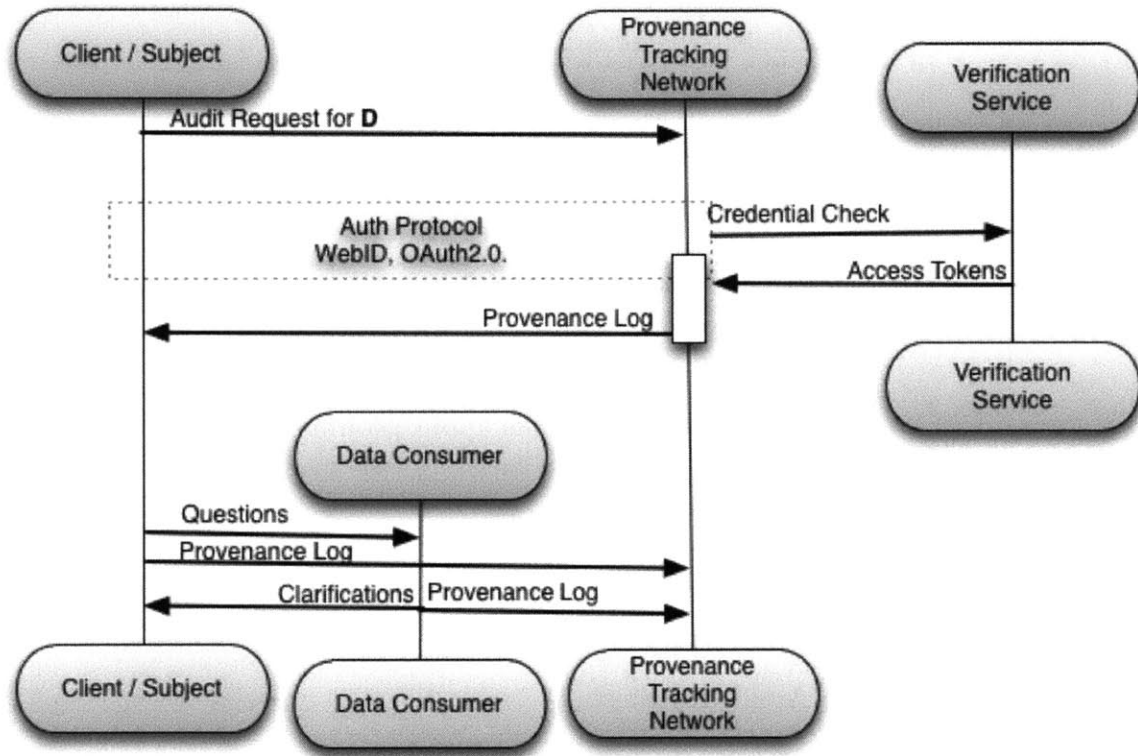 Client / Subject
Provenance
Tracking
Network
Verification
Service
Audit Request for D
Auth Protocol
WebID, OAuth2.0.
Credential Check
Access Tokens
Provenance Log
Verification
Service
Data Consumer
Questions
Provenance Log
Clarifications
Provenance Log
Client / Subject
Data Consumer
Provenance
Tracking
Network